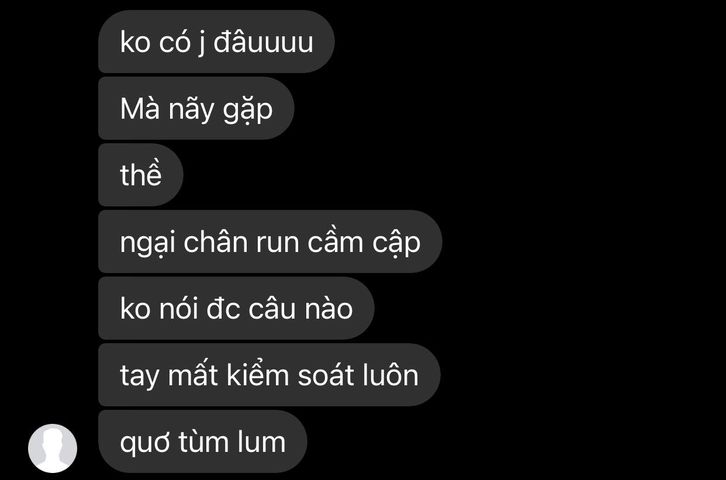 ko có j đâuuuu
Mà nãy gặp
thề
ngại chân run cầm cập
ko nói đc câu nào
tay mất kiểm soát luôn
quơ tùm lum